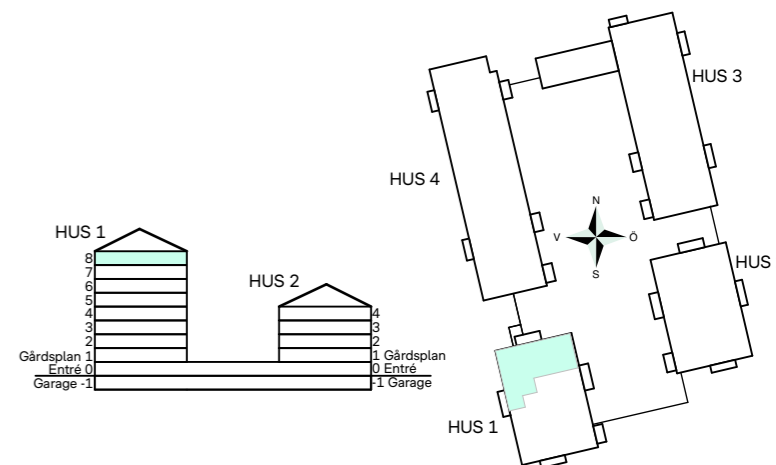 HUS 1
8
7
6
5
4
3
2
Gårdsplan 1
Entré 0
Garage -1
HUS 2
4
3
2
1 Gårdsplan
0 Entré
-1 Garage
HUS 3
HUS 4
N
V
Ö
S
HUS
HUS 1